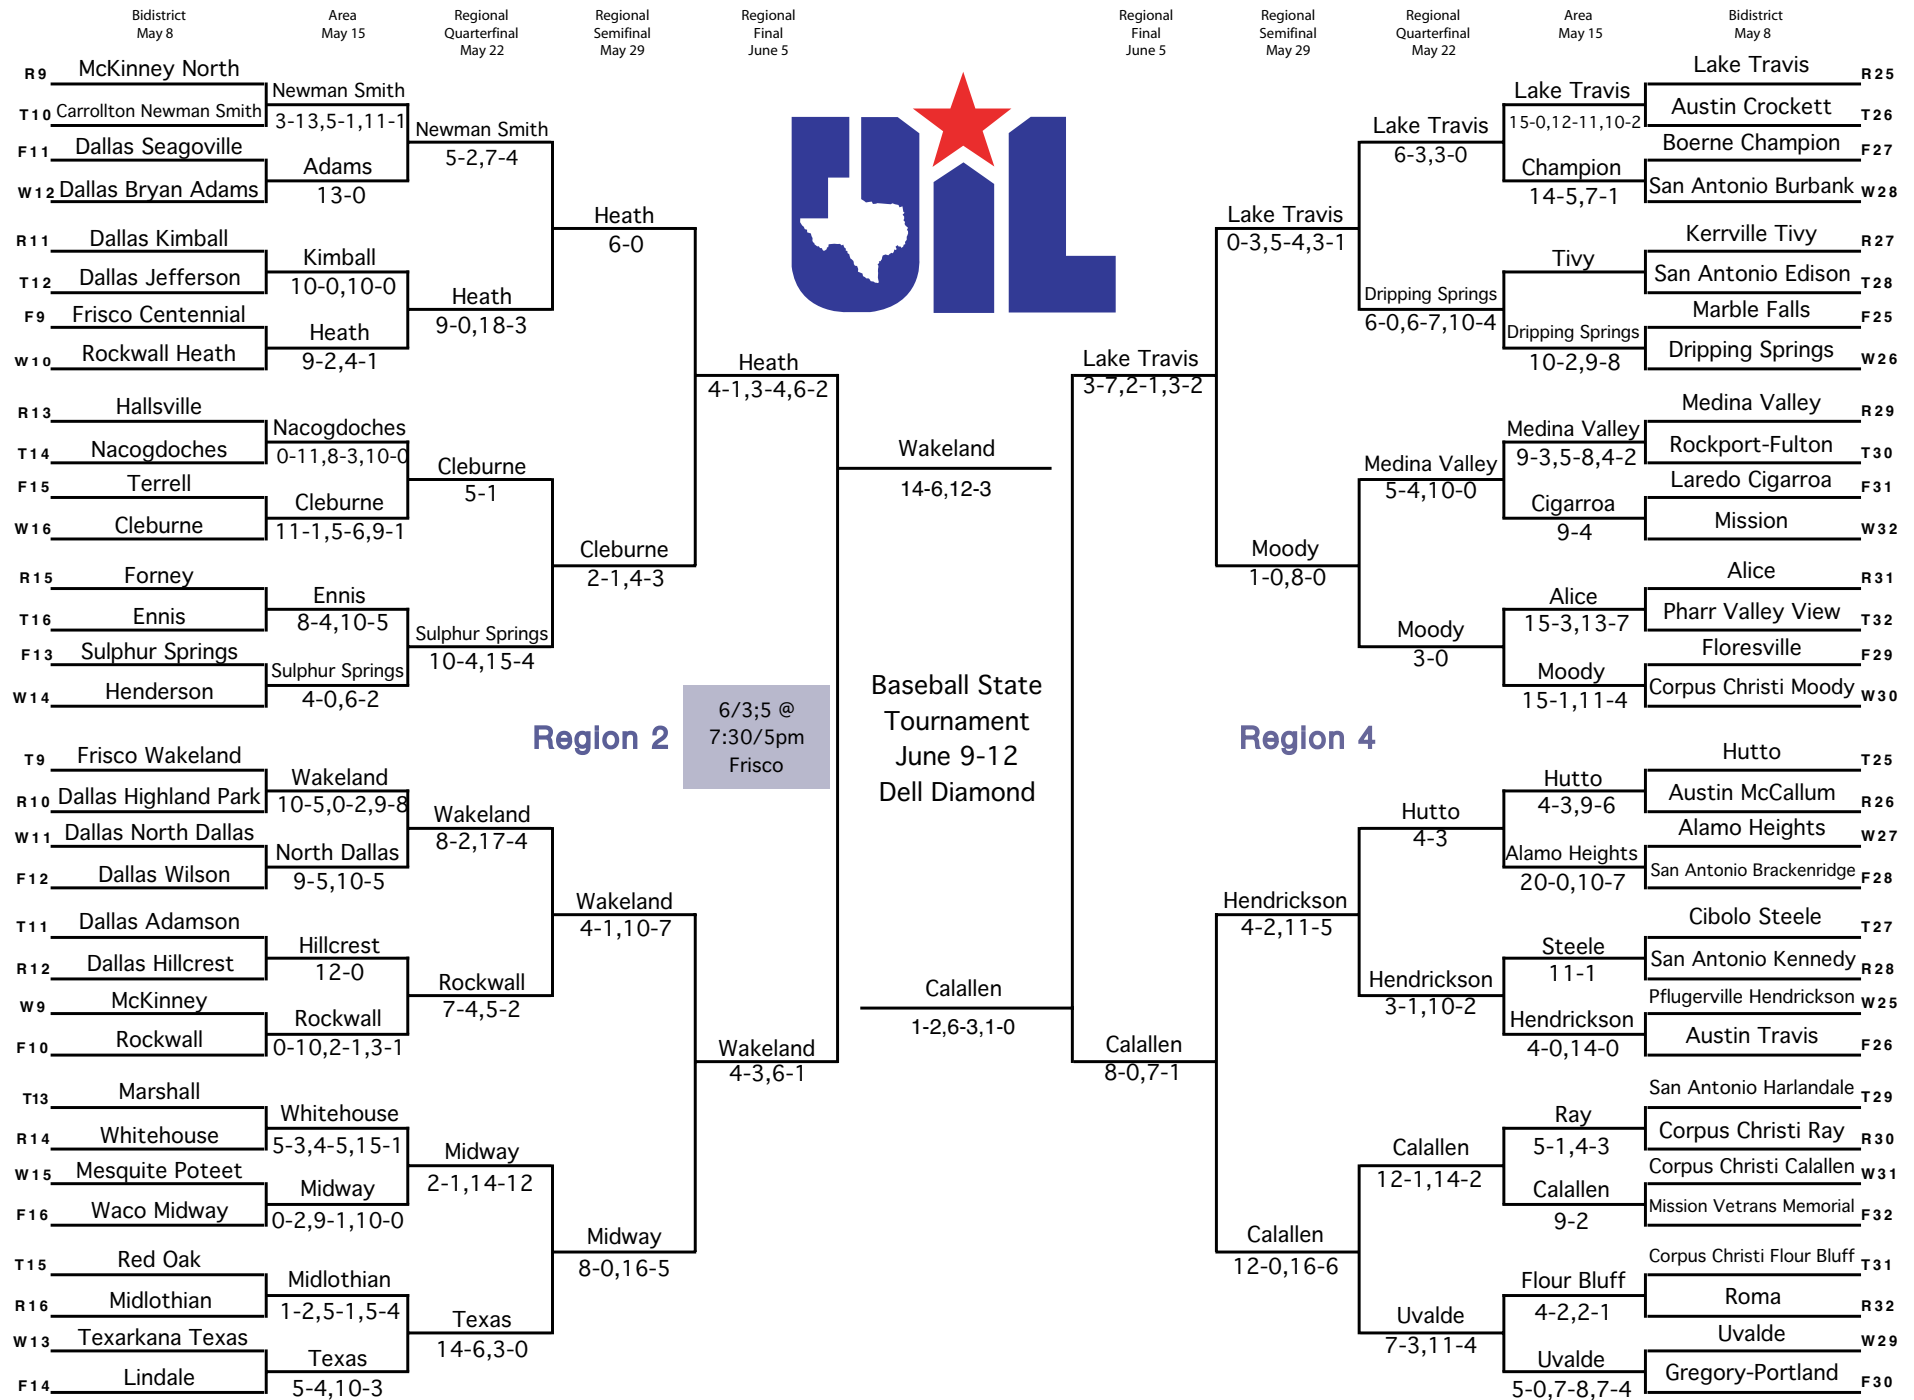 Bidistrict
May 8
Area
May 15
Regional
Quarterfinal
May 22
Regional
Semifinal
May 29
Regional
Final
June 5
Regional
Final
June 5
Regional
Semifinal
May 29
Regional
Quarterfinal
May 22
Area
May 15
Bidistrict
May 8
R9 McKinney North
T10 Carrollton Newman Smith
F11 Dallas Seagoville
W12 Dallas Bryan Adams
R11 Dallas Kimball
T12 Dallas Jefferson
F9 Frisco Centennial
W10 Rockwall Heath
R13 Hallsville
T14 Nacogdoches
F15 Terrell
W16 Cleburne
R15 Forney
T16 Ennis
F13 Sulphur Springs
W14 Henderson
T9 Frisco Wakeland
R10 Dallas Highland Park
W11 Dallas North Dallas
F12 Dallas Wilson
T11 Dallas Adamson
R12 Dallas Hillcrest
W9 McKinney
F10 Rockwall
T13 Marshall
R14 Whitehouse
W15 Mesquite Poteet
F16 Waco Midway
T15 Red Oak
R16 Midlothian
W13 Texarkana Texas
F14 Lindale
Newman Smith
3-13,5-1,11-1
Adams
13-0
Kimball
10-0,10-0
Heath
9-2,4-1
Nacogdoches
0-11,8-3,10-0
Cleburne
11-1,5-6,9-1
Ennis
8-4,10-5
Sulphur Springs
4-0,6-2
Wakeland
10-5,0-2,9-8
North Dallas
9-5,10-5
Hillcrest
12-0
Rockwall
0-10,2-1,3-1
Whitehouse
5-3,4-5,15-1
Midway
0-2,9-1,10-0
Midlothian
1-2,5-1,5-4
Texas
5-4,10-3
Newman Smith
5-2,7-4
Heath
9-0,18-3
Cleburne
5-1
Sulphur Springs
10-4,15-4
Wakeland
8-2,17-4
Rockwall
7-4,5-2
Midway
2-1,14-12
Texas
14-6,3-0
Heath
6-0
Cleburne
2-1,4-3
Region 2
Wakeland
4-1,10-7
Midway
8-0,16-5
Heath
4-1,3-4,6-2
6/3;5 @
7:30/5pm
Frisco
Wakeland
4-3,6-1
UIL
Wakeland
14-6,12-3
Baseball State
Tournament
June 9-12
Dell Diamond
Calallen
1-2,6-3,1-0
Lake Travis
3-7,2-1,3-2
Calallen
8-0,7-1
Lake Travis
0-3,5-4,3-1
Moody
1-0,8-0
Region 4
Hendrickson
4-2,11-5
Calallen
12-0,16-6
Lake Travis
6-3,3-0
Dripping Springs
6-0,6-7,10-4
Medina Valley
5-4,10-0
Moody
3-0
Hutto
4-3
Hendrickson
3-1,10-2
Calallen
12-1,14-2
Uvalde
7-3,11-4
Lake Travis
15-0,12-11,10-2
Champion
14-5,7-1
Tivy
Dripping Springs
10-2,9-8
Medina Valley
9-3,5-8,4-2
Cigarroa
9-4
Alice
15-3,13-7
Moody
15-1,11-4
Hutto
4-3,9-6
Alamo Heights
20-0,10-7
Steele
11-1
Hendrickson
4-0,14-0
Ray
5-1,4-3
Calallen
9-2
Flour Bluff
4-2,2-1
Uvalde
5-0,7-8,7-4
Lake Travis R25
Austin Crockett T26
Boerne Champion F27
San Antonio Burbank W28
Kerrville Tivy R27
San Antonio Edison T28
Marble Falls F25
Dripping Springs W26
Medina Valley R29
Rockport-Fulton T30
Laredo Cigarroa F31
Mission W32
Alice R31
Pharr Valley View T32
Floresville F29
Corpus Christi Moody W30
Hutto T25
Austin McCallum R26
Alamo Heights W27
San Antonio Brackenridge F28
Cibolo Steele T27
San Antonio Kennedy R28
Pflugerville Hendrickson W25
Austin Travis F26
San Antonio Harlandale T29
Corpus Christi Ray R30
Corpus Christi Calallen W31
Mission Vetrans Memorial F32
Corpus Christi Flour Bluff T31
Roma R32
Uvalde W29
Gregory-Portland F30